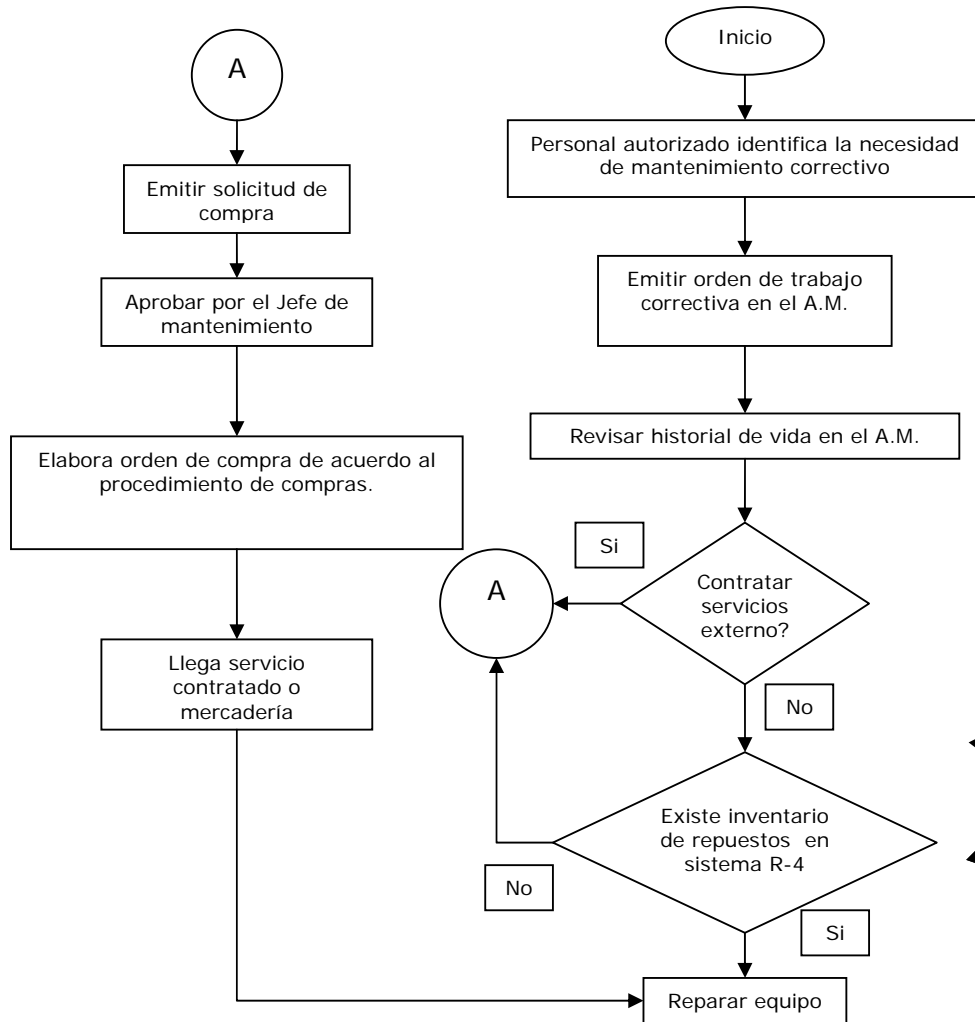 A
Emitir solicitud de
compra
Aprobar por el Jefe de
mantenimiento
Elabora orden de compra de acuerdo al
procedimiento de compras.
Llega servicio
contratado o
mercadería
Inicio
Personal autorizado identifica la necesidad
de mantenimiento correctivo
Emitir orden de trabajo
correctiva en el A.M.
Revisar historial de vida en el A.M.
Contratar
servicios
externo?
Si
A
No
Existe inventario
de repuestos en
sistema R-4
No
Si
Reparar equipo